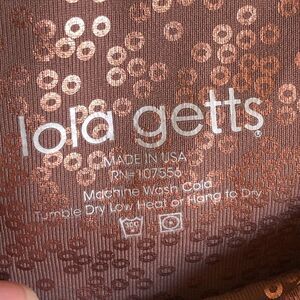 lola getts®
MADE IN USA
RN# 107556
Machine Wash Cold
Tumble Dry Low Heat or Hang to Dry